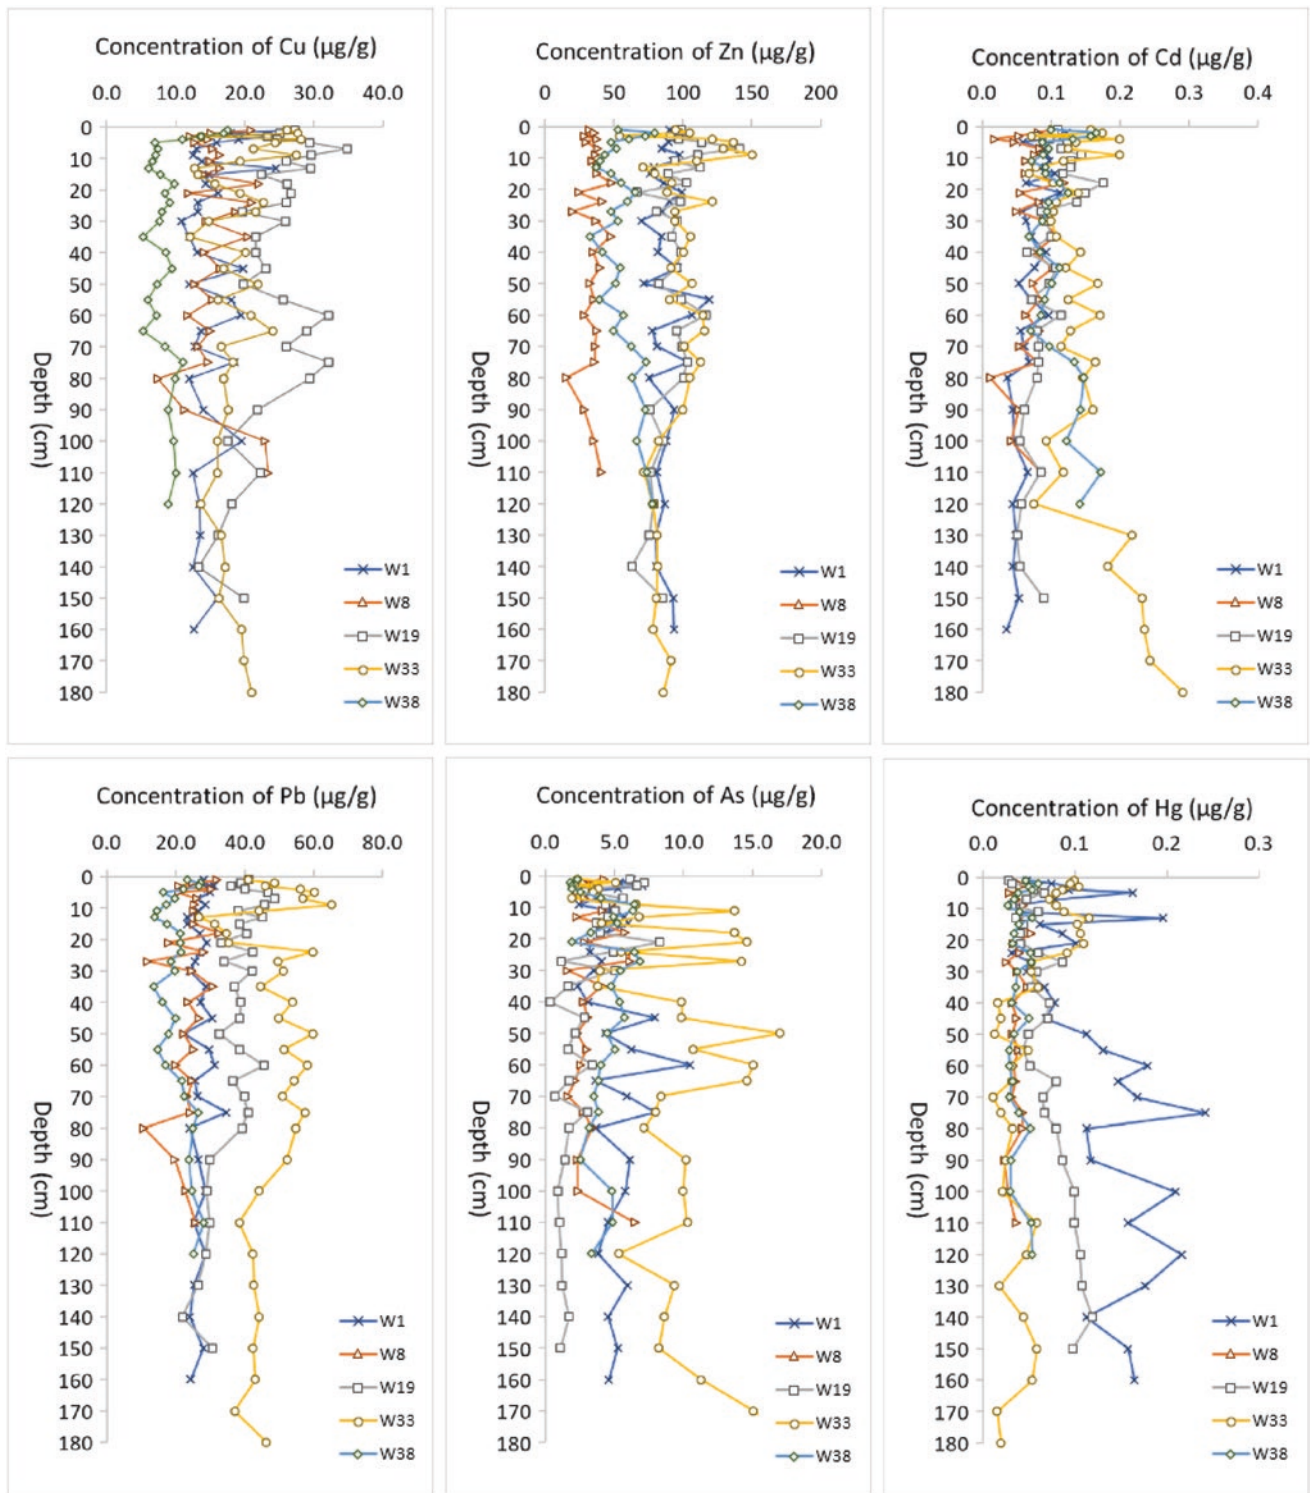 Concentration of Cu (µg/g)
0.0 10.0 20.0 30.0 40.0
0
10
20
30
40
50
60
70
80
90
100
110
120
130
140
150
160
170
180
Depth (cm)
W1
W8
W19
W33
W38
Concentration of Zn (µg/g)
0 50 100 150 200
0
10
20
30
40
50
60
70
80
90
100
110
120
130
140
150
160
170
180
Depth (cm)
W1
W8
W19
W33
W38
Concentration of Cd (µg/g)
0.0 0.1 0.2 0.3 0.4
0
10
20
30
40
50
60
70
80
90
100
110
120
130
140
150
160
170
180
Depth (cm)
W1
W8
W19
W33
W38
Concentration of Pb (µg/g)
0.0 20.0 40.0 60.0 80.0
0
10
20
30
40
50
60
70
80
90
100
110
120
130
140
150
160
170
180
Depth (cm)
W1
W8
W19
W33
W38
Concentration of As (µg/g)
0.0 5.0 10.0 15.0 20.0
0
10
20
30
40
50
60
70
80
90
100
110
120
130
140
150
160
170
180
Depth (cm)
W1
W8
W19
W33
W38
Concentration of Hg (µg/g)
0.0 0.1 0.2 0.3
0
10
20
30
40
50
60
70
80
90
100
110
120
130
140
150
160
170
180
Depth (cm)
W1
W8
W19
W33
W38